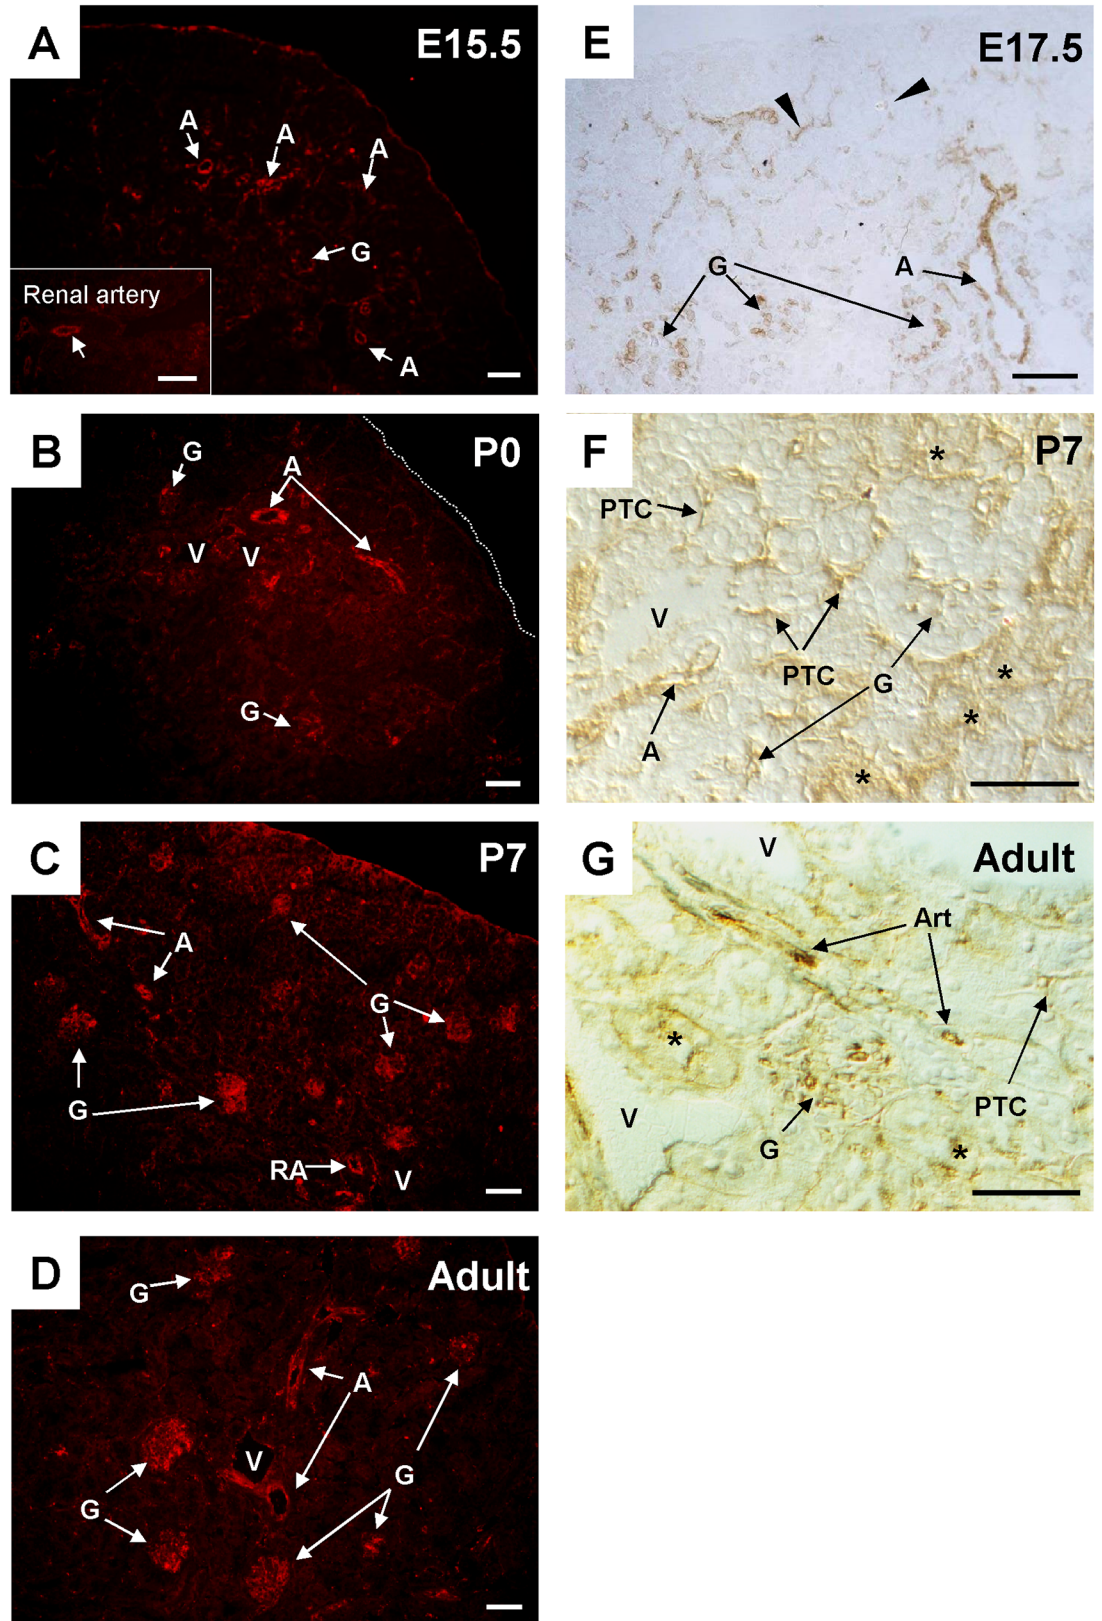 A
E15.5
A
A
A
G
A
Renal artery
B
P0
G
A
V
V
G
C
P7
A
G
G
RA
V
D
Adult
G
A
V
G
G
E
E17.5
G
A
F
P7
*
PTC
V
PTC
G
*
*
A
*
G
Adult
V
Art
*
PTC
V
G
*